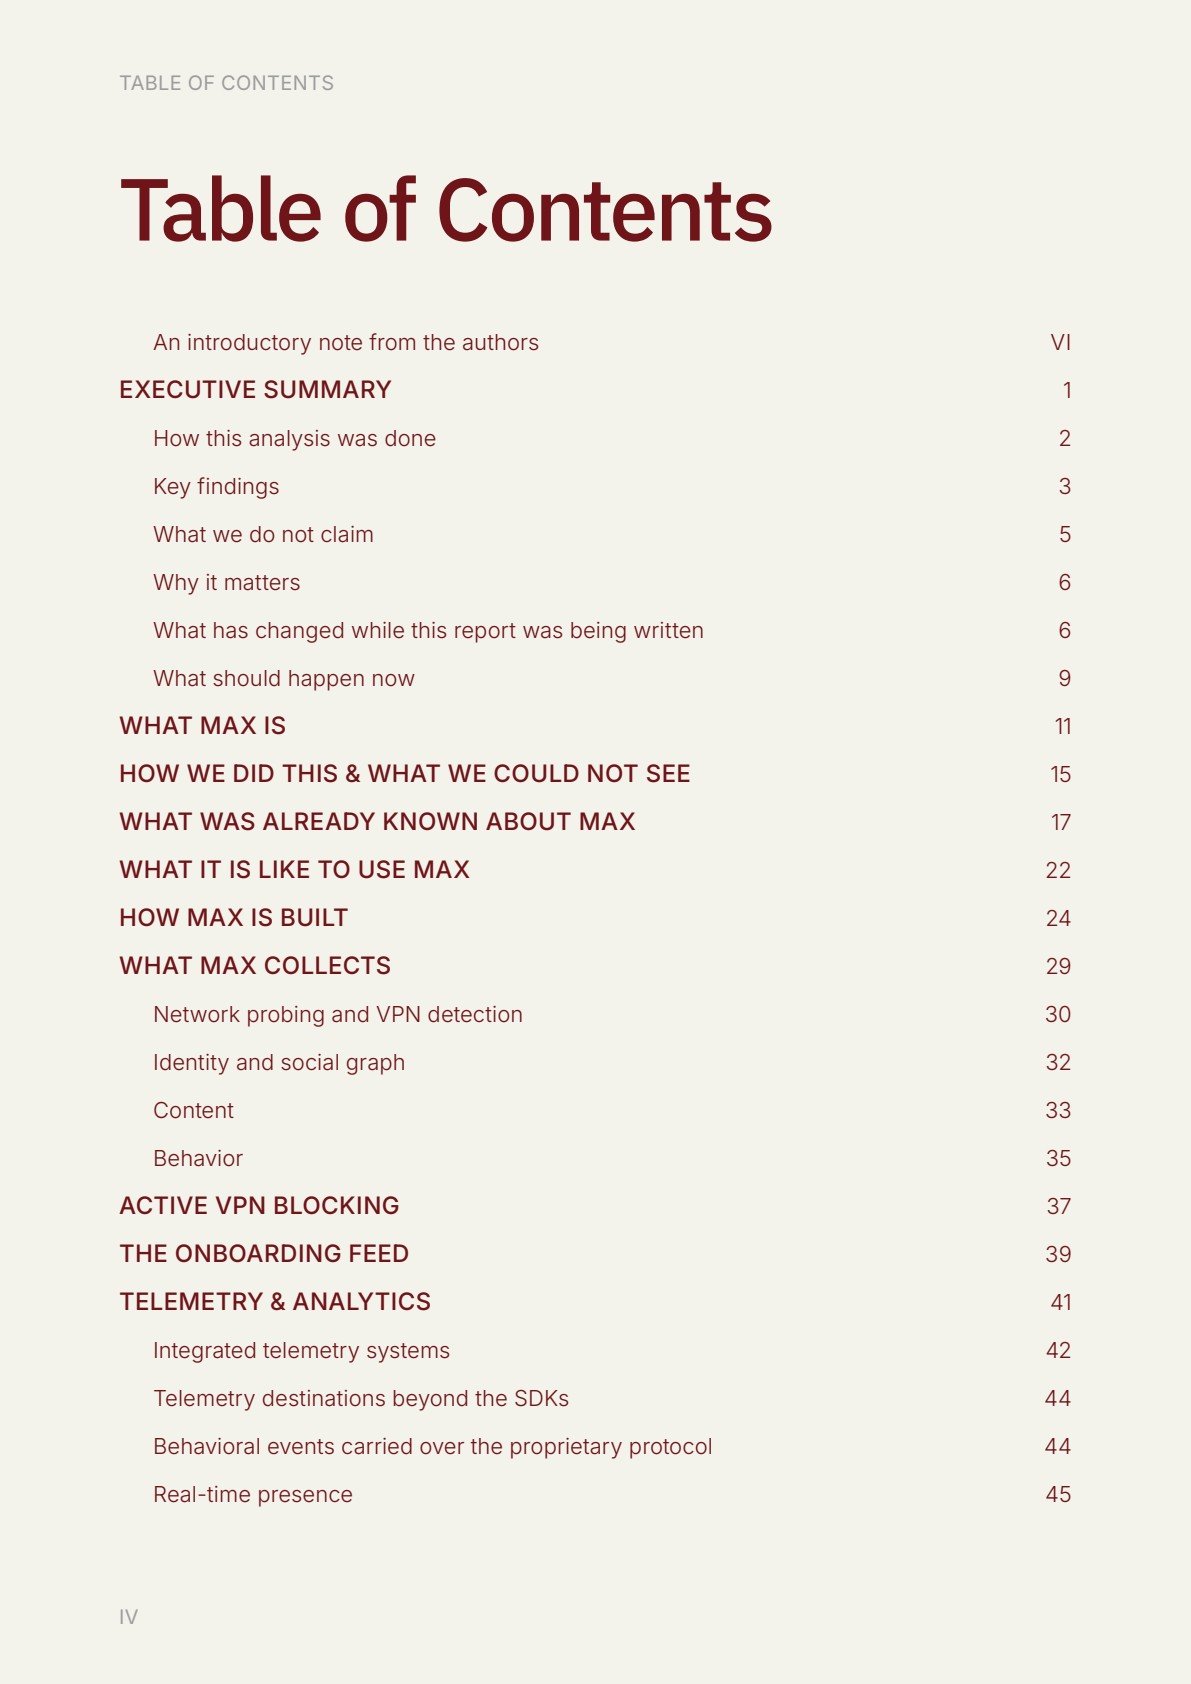 TABLE OF CONTENTS
Table of Contents
An introductory note from the authors VI
EXECUTIVE SUMMARY 1
How this analysis was done 2
Key findings 3
What we do not claim 5
Why it matters 6
What has changed while this report was being written 6
What should happen now 9
WHAT MAX IS 11
HOW WE DID THIS & WHAT WE COULD NOT SEE 15
WHAT WAS ALREADY KNOWN ABOUT MAX 17
WHAT IT IS LIKE TO USE MAX 22
HOW MAX IS BUILT 24
WHAT MAX COLLECTS 29
Network probing and VPN detection 30
Identity and social graph 32
Content 33
Behavior 35
ACTIVE VPN BLOCKING 37
THE ONBOARDING FEED 39
TELEMETRY & ANALYTICS 41
Integrated telemetry systems 42
Telemetry destinations beyond the SDKs 44
Behavioral events carried over the proprietary protocol 44
Real-time presence 45
IV